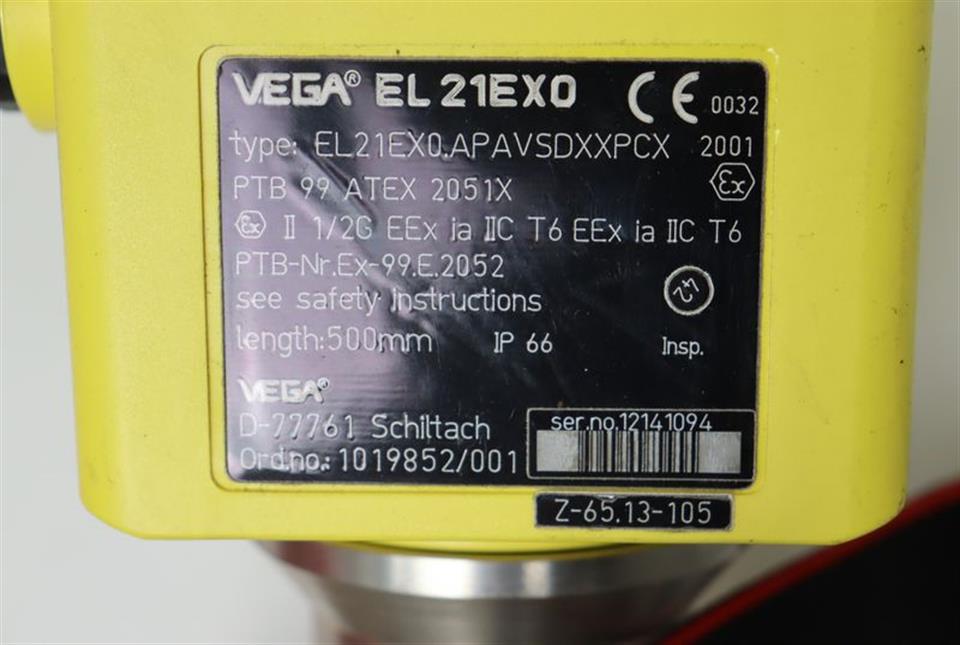 VEGA® EL 21EX0 CE 0032
type: EL21EX0.APAVSDXXPCX 2001
PTB 99 ATEX 2051X Ex
Ex II 1/2G EEx ia IIC T6 EEx ia IIC T6
PTB-Nr.Ex-99.E.2052
see safety instructions
length:500mm IP 66 Insp.
VEGA®
D-77761 Schiltach
ser.no.12141094
Ord.no.: 1019852/001
Z-65.13-105